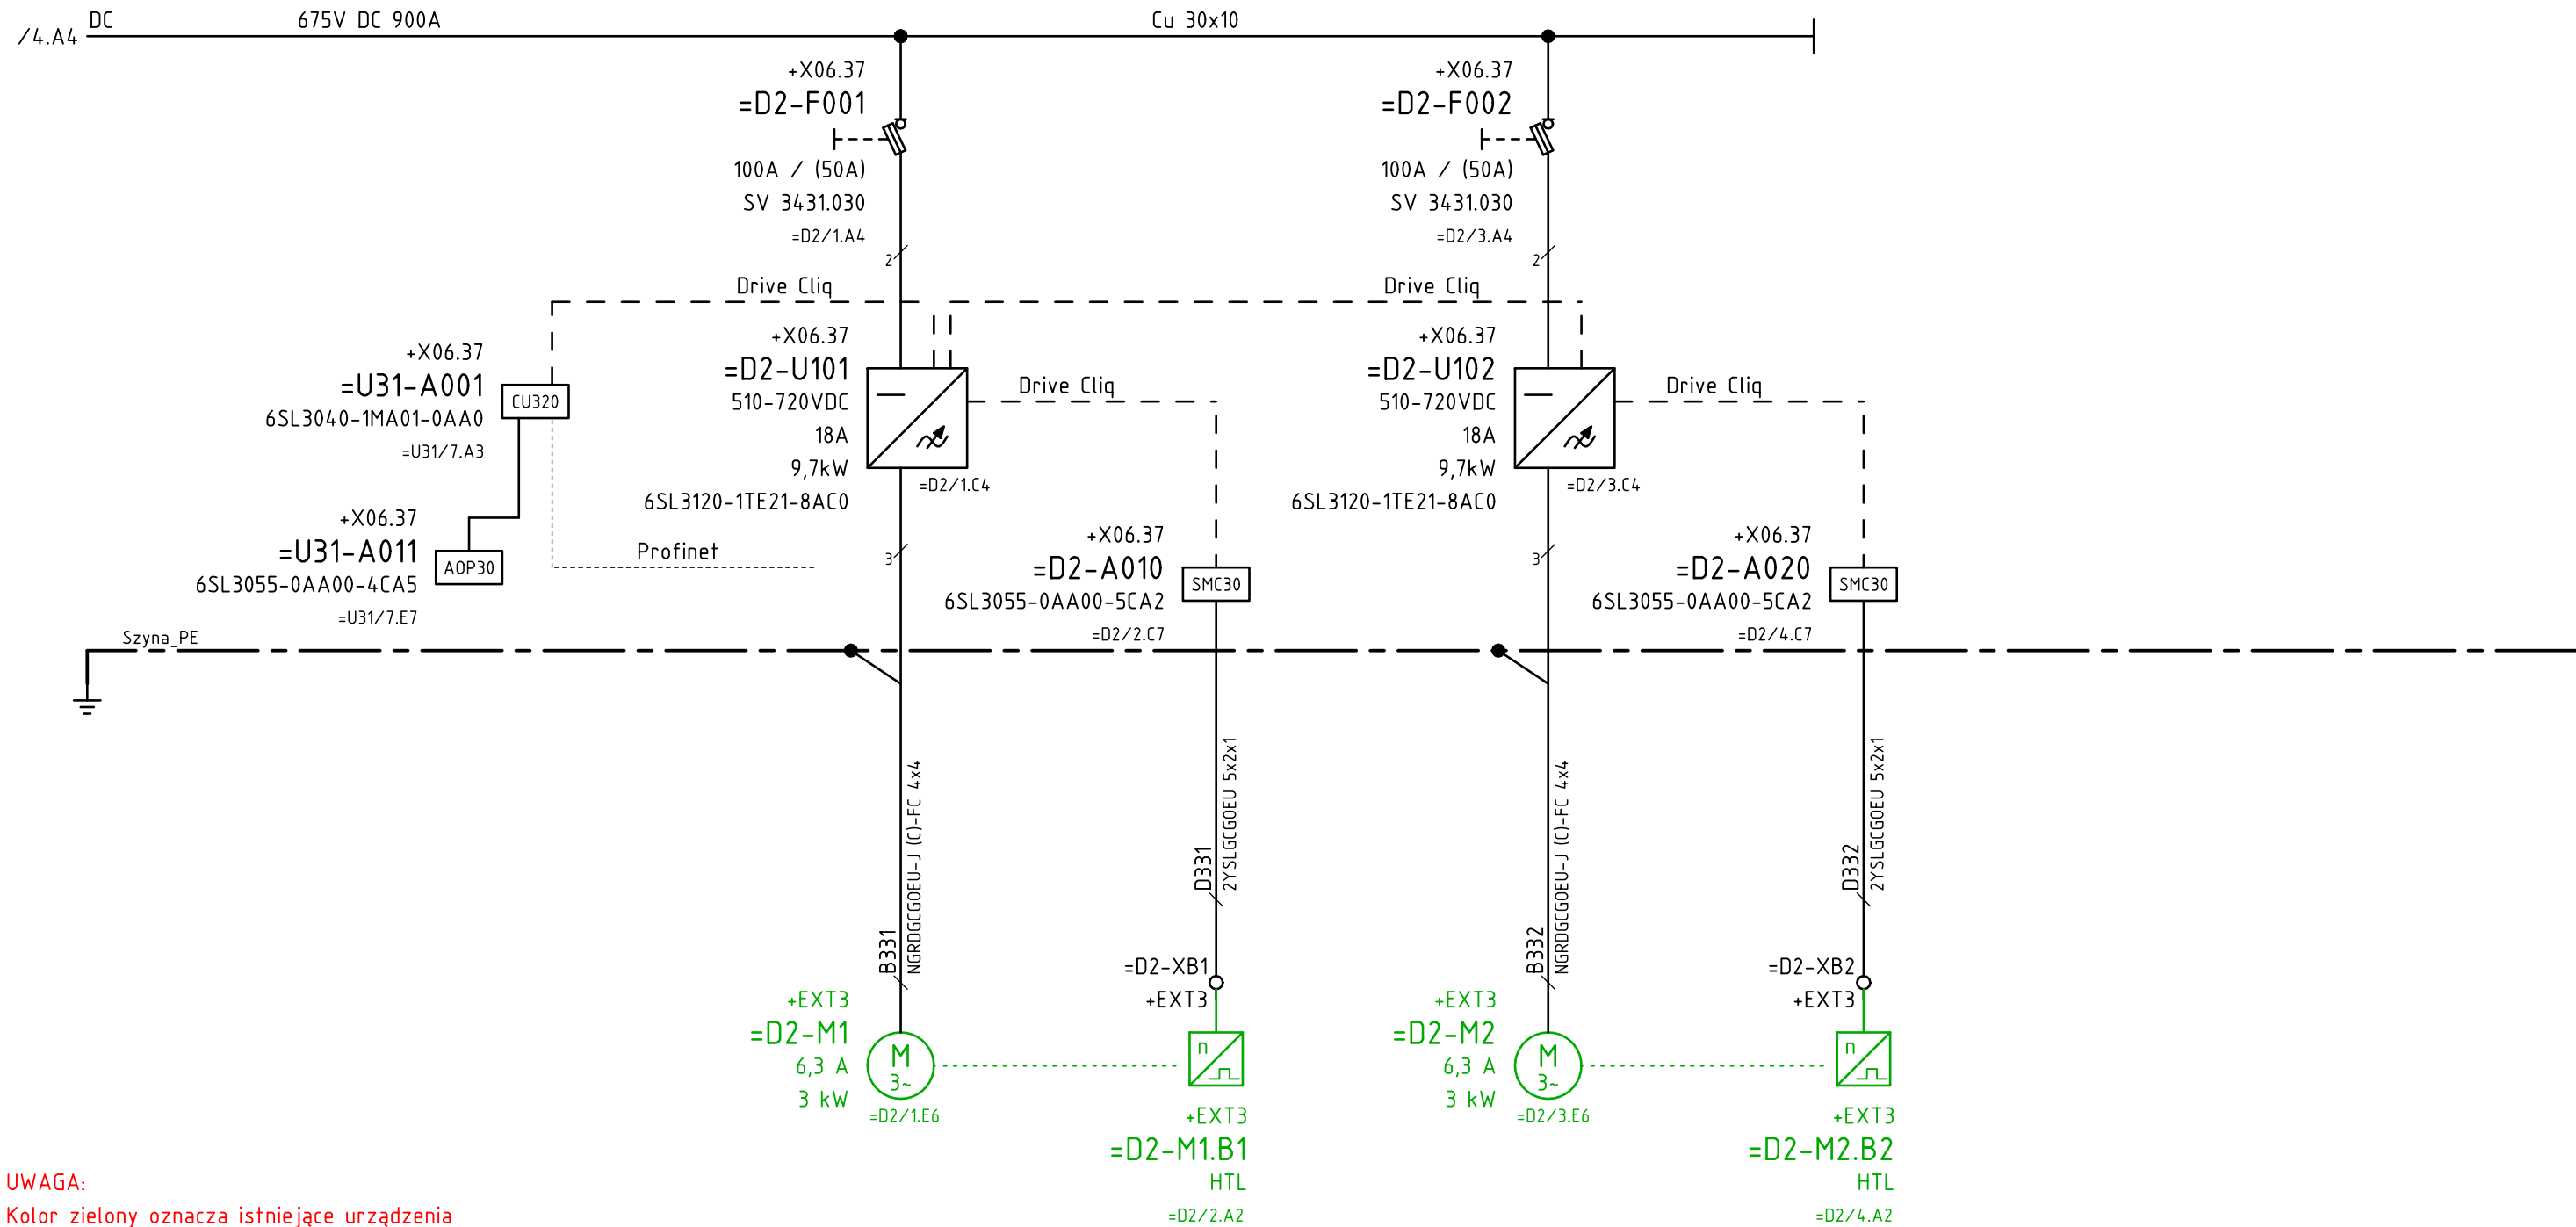 /4.A4
DC
675V DC 900A
Cu 30x10
+X06.37
=D2-F001
100A / (50A)
SV 3431.030
=D2/1.A4
2
+X06.37
=D2-F002
100A / (50A)
SV 3431.030
=D2/3.A4
2
Drive Cliq
Drive Cliq
+X06.37
=U31-A001
6SL3040-1MA01-0AA0
=U31/7.A3
CU320
+X06.37
=D2-U101
510-720VDC
18A
9,7kW
6SL3120-1TE21-8AC0
=D2/1.C4
Drive Cliq
+X06.37
=D2-U102
510-720VDC
18A
9,7kW
6SL3120-1TE21-8AC0
=D2/3.C4
Drive Cliq
+X06.37
=U31-A011
6SL3055-0AA00-4CA5
=U31/7.E7
AOP30
Profinet
3
+X06.37
=D2-A010
6SL3055-0AA00-5CA2
=D2/2.C7
SMC30
3
+X06.37
=D2-A020
6SL3055-0AA00-5CA2
=D2/4.C7
SMC30
Szyna_PE
B331
NGRDGCGOEU-J (C)-FC 4x4
D331
2YSLGCGOEU 5x2x1
B332
NGRDGCGOEU-J (C)-FC 4x4
D332
2YSLGCGOEU 5x2x1
=D2-XB1
+EXT3
=D2-XB2
+EXT3
+EXT3
=D2-M1
6,3 A
3 kW
M
3~
=D2/1.E6
n
+EXT3
=D2-M1.B1
HTL
=D2/2.A2
+EXT3
=D2-M2
6,3 A
3 kW
M
3~
=D2/3.E6
n
+EXT3
=D2-M2.B2
HTL
=D2/4.A2
UWAGA:
Kolor zielony oznacza istniejące urządzenia